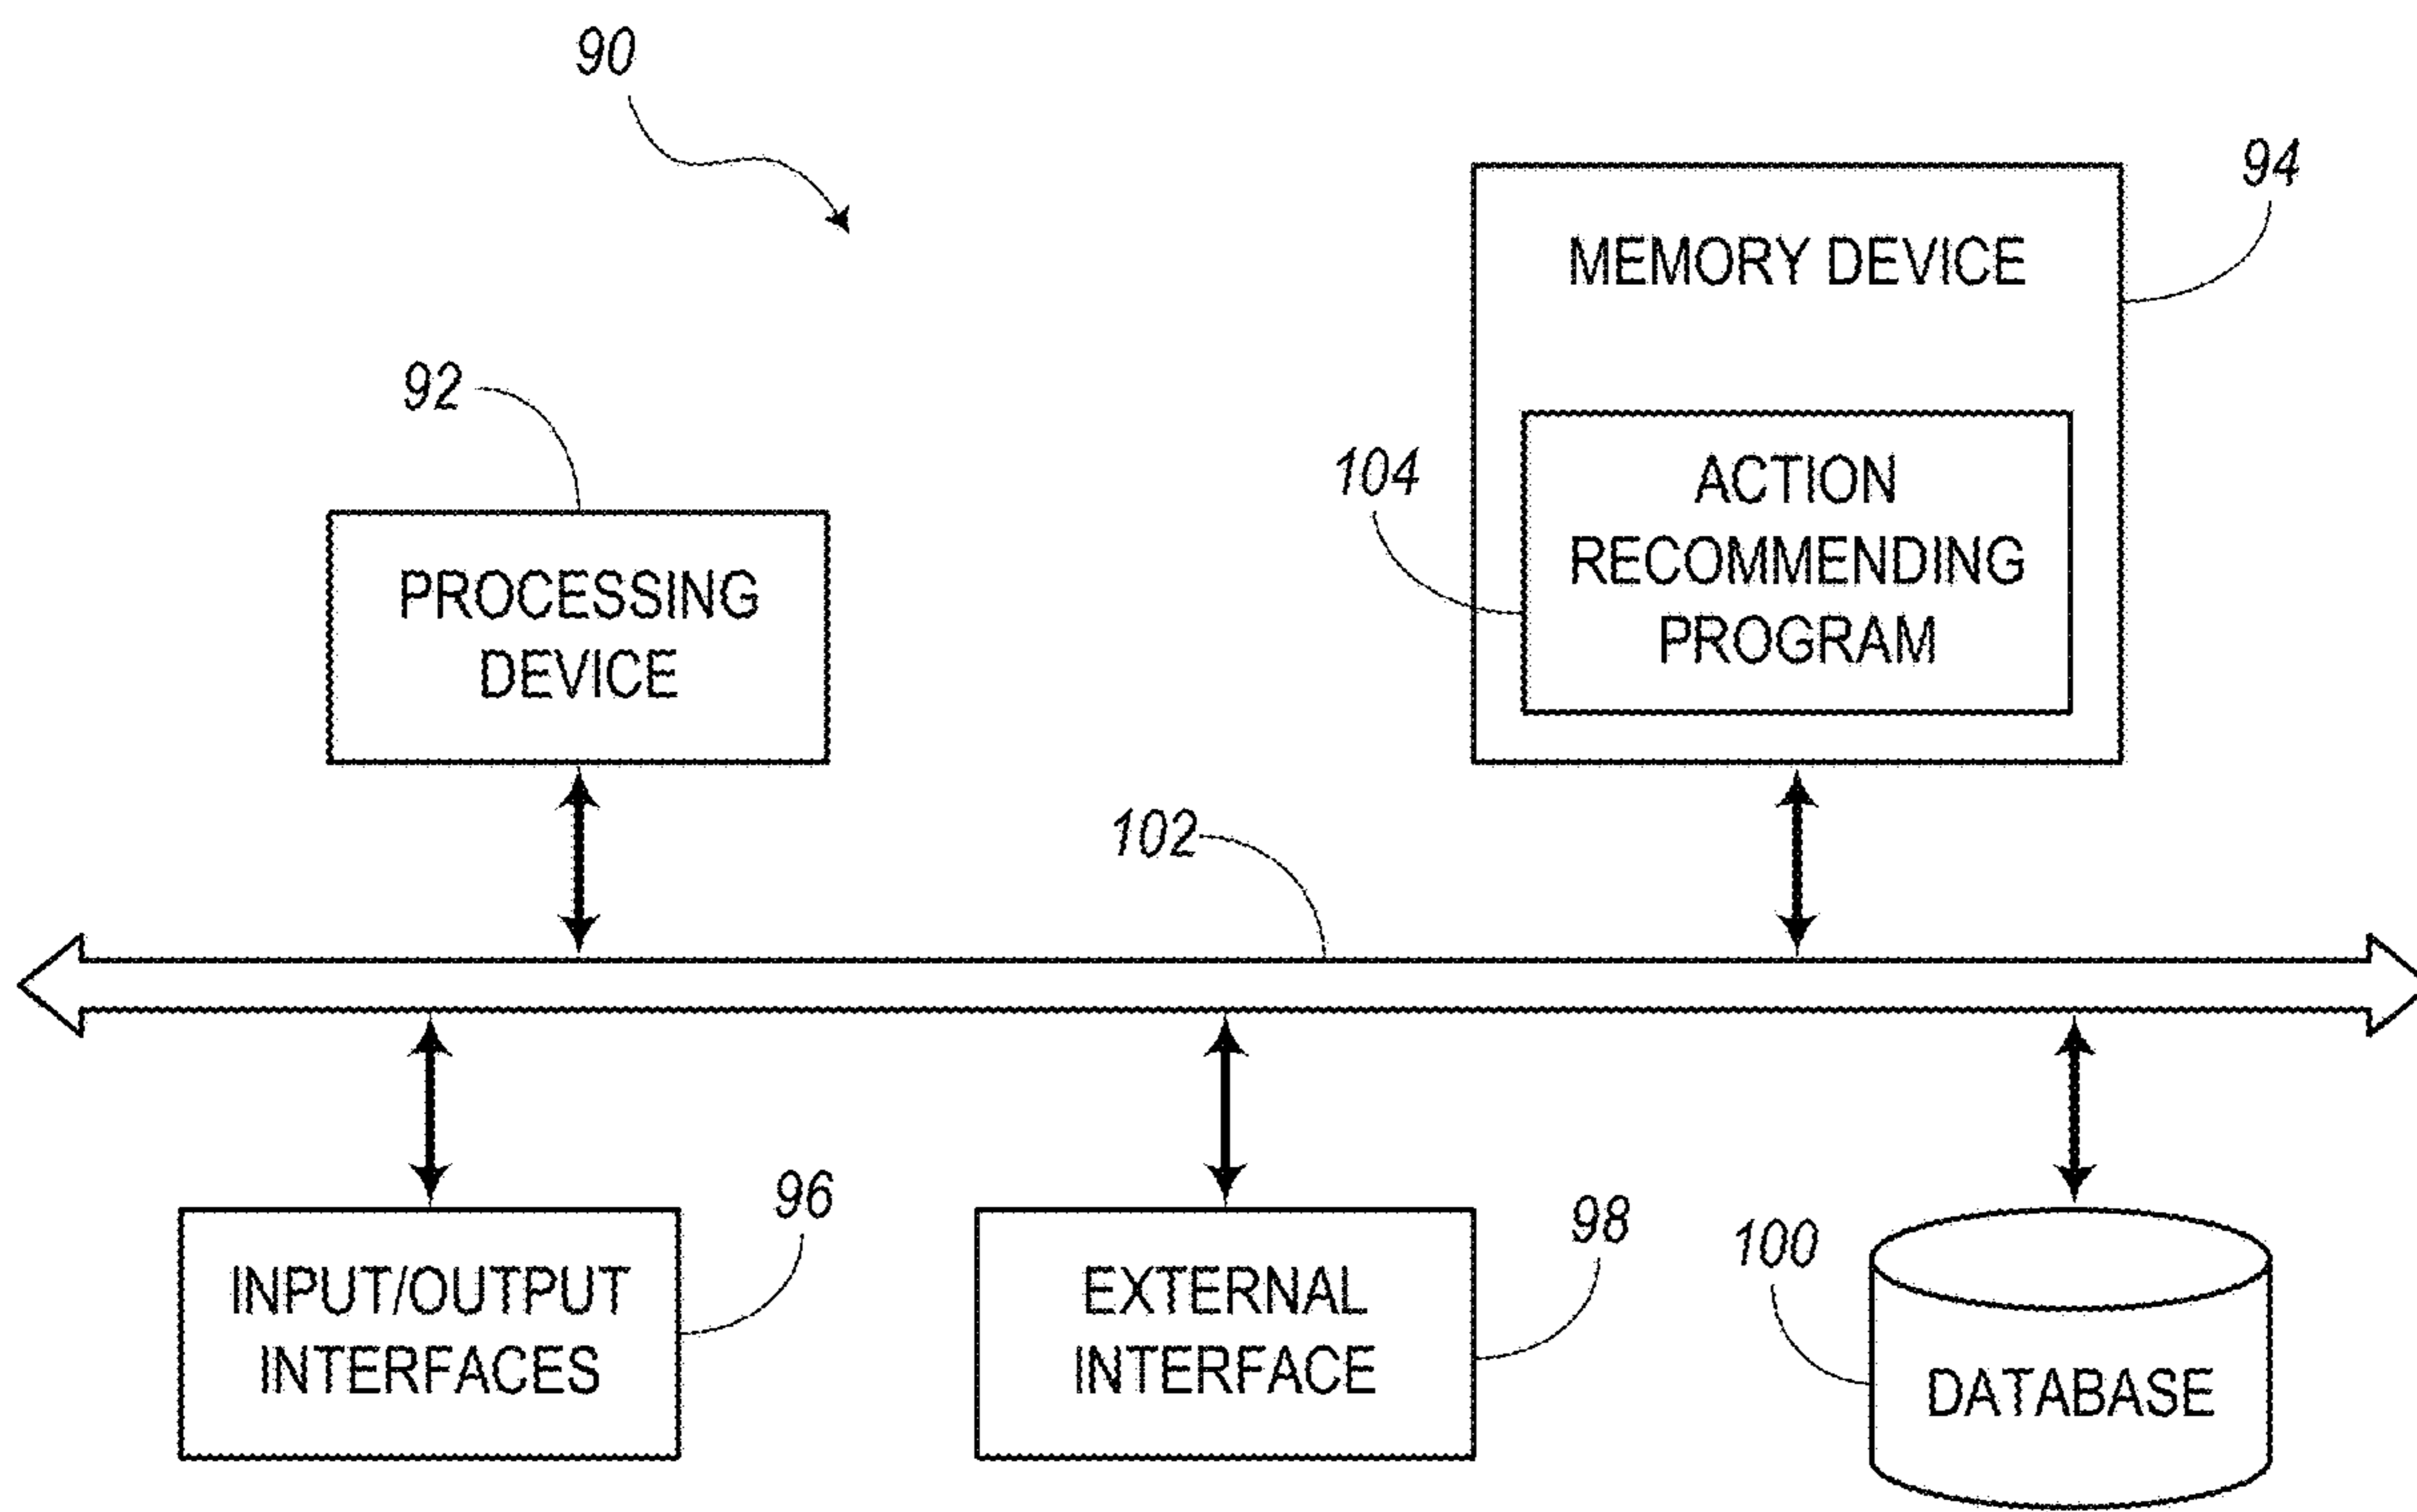 90
94
MEMORY DEVICE
92
104
ACTION
RECOMMENDING
PROGRAM
PROCESSING
DEVICE
102
96
98
100
INPUT/OUTPUT
INTERFACES
EXTERNAL
INTERFACE
DATABASE